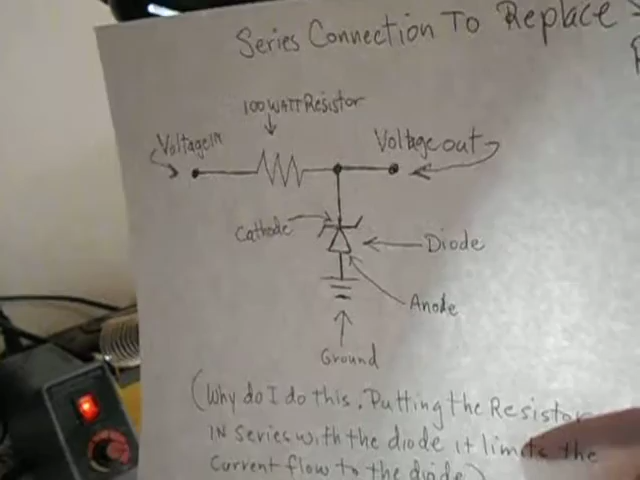 Series Connection To Replace
100 WATT Resistor
Voltage IN
Voltage out
Cathode
Diode
Anode
Ground
(Why do I do this. Putting the Resistor
IN series with the diode it limits the
Current flow to the diode)